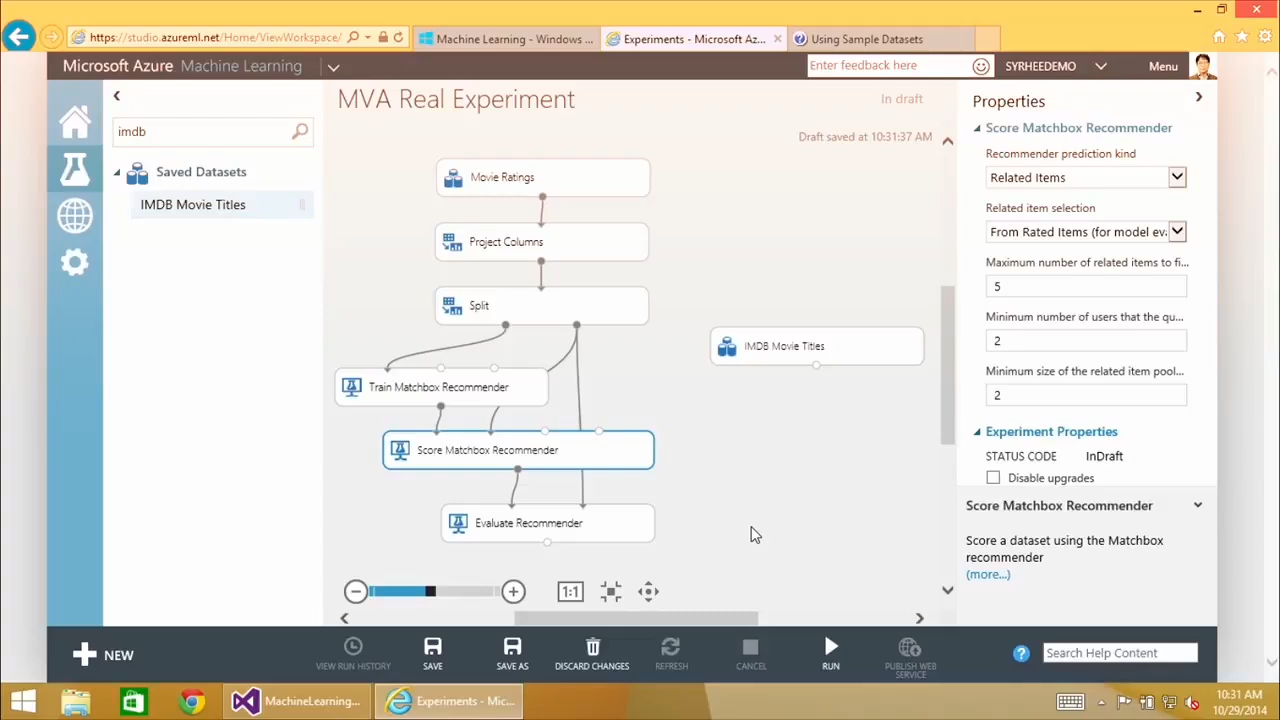 https://studio.azureml.net/Home/ViewWorkspace/
Machine Learning - Windows ...
Experiments - Microsoft Az...
Using Sample Datasets
Microsoft Azure Machine Learning
Enter feedback here
SYRHEEDEMO
Menu
imdb
Saved Datasets
IMDB Movie Titles
MVA Real Experiment
In draft
Draft saved at 10:31:37 AM
Movie Ratings
Project Columns
Split
IMDB Movie Titles
Train Matchbox Recommender
Score Matchbox Recommender
Evaluate Recommender
1:1
Properties
Score Matchbox Recommender
Recommender prediction kind
Related Items
Related item selection
From Rated Items (for model eva
Maximum number of related items to fi...
5
Minimum number of users that the qu...
2
Minimum size of the related item pool...
2
Experiment Properties
STATUS CODE InDraft
Disable upgrades
Score Matchbox Recommender
Score a dataset using the Matchbox
recommender
(more...)
NEW
VIEW RUN HISTORY
SAVE
SAVE AS
DISCARD CHANGES
REFRESH
CANCEL
RUN
PUBLISH WEB
SERVICE
?
Search Help Content
MachineLearning...
Experiments - Mic...
10:31 AM
10/29/2014